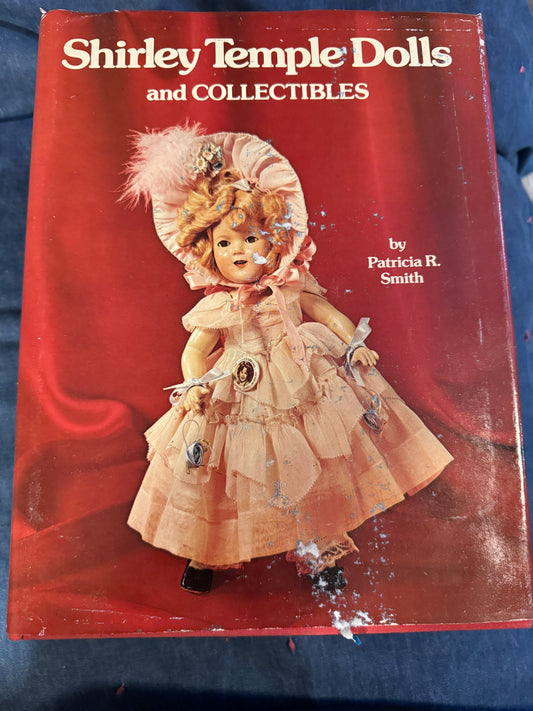 Shirley Temple Dolls
and COLLECTIBLES
by
Patricia R.
Smith